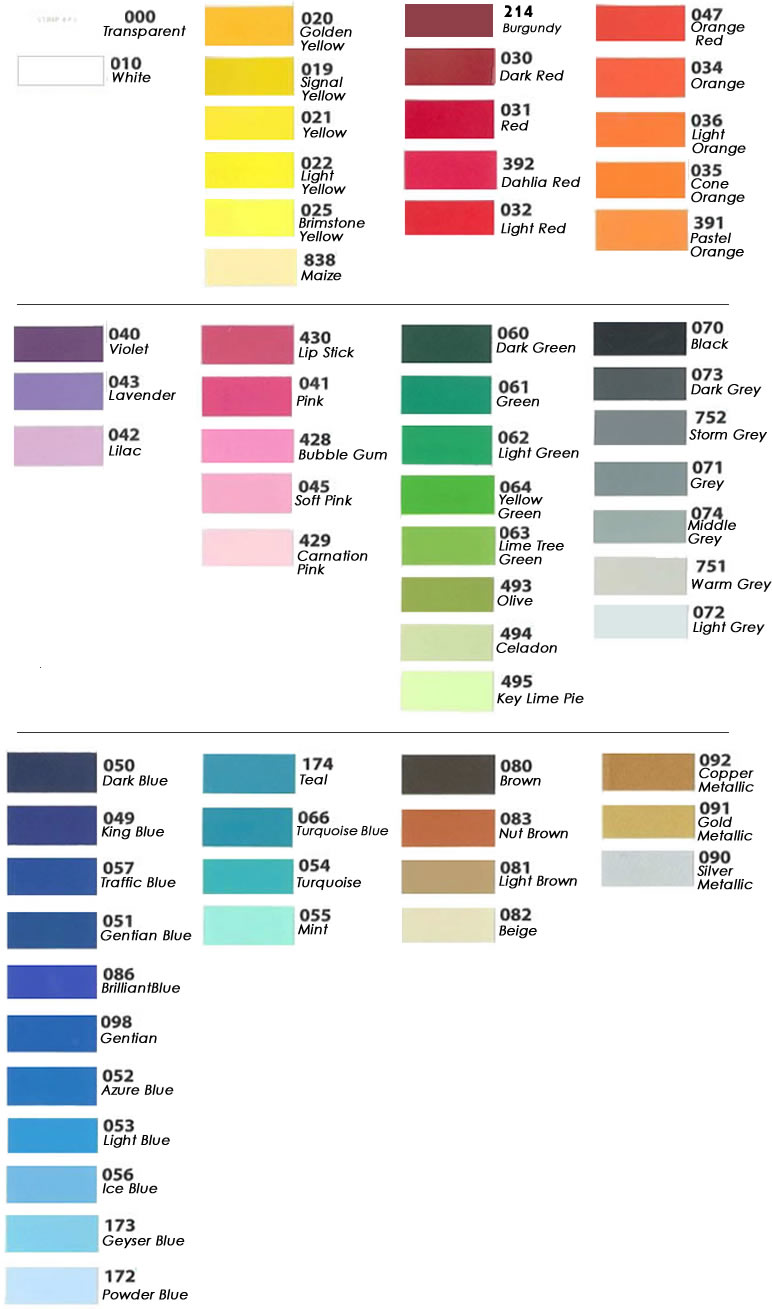 000
Transparent
010
White
020
Golden
Yellow
019
Signal
Yellow
021
Yellow
022
Light
Yellow
025
Brimstone
Yellow
838
Maize
214
Burgundy
030
Dark Red
031
Red
392
Dahlia Red
032
Light Red
047
Orange
Red
034
Orange
036
Light
Orange
035
Cone
Orange
391
Pastel
Orange
040
Violet
043
Lavender
042
Lilac
430
Lip Stick
041
Pink
428
Bubble Gum
045
Soft Pink
429
Carnation
Pink
060
Dark Green
061
Green
062
Light Green
064
Yellow
Green
063
Lime Tree
Green
493
Olive
494
Celadon
495
Key Lime Pie
070
Black
073
Dark Grey
752
Storm Grey
071
Grey
074
Middle
Grey
751
Warm Grey
072
Light Grey
050
Dark Blue
049
King Blue
057
Traffic Blue
051
Gentian Blue
086
BrilliantBlue
098
Gentian
052
Azure Blue
053
Light Blue
056
Ice Blue
173
Geyser Blue
172
Powder Blue
174
Teal
066
Turquoise Blue
054
Turquoise
055
Mint
080
Brown
083
Nut Brown
081
Light Brown
082
Beige
092
Copper
Metallic
091
Gold
Metallic
090
Silver
Metallic